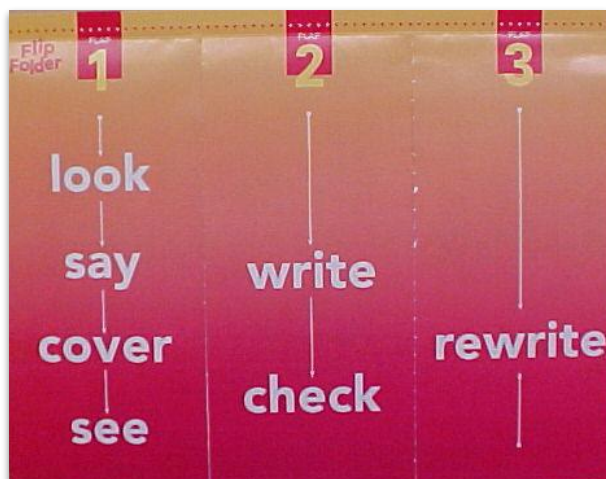 Flip
Folder
FLAP
1
look
say
cover
see
FLAP
2
write
check
FLAP
3
rewrite